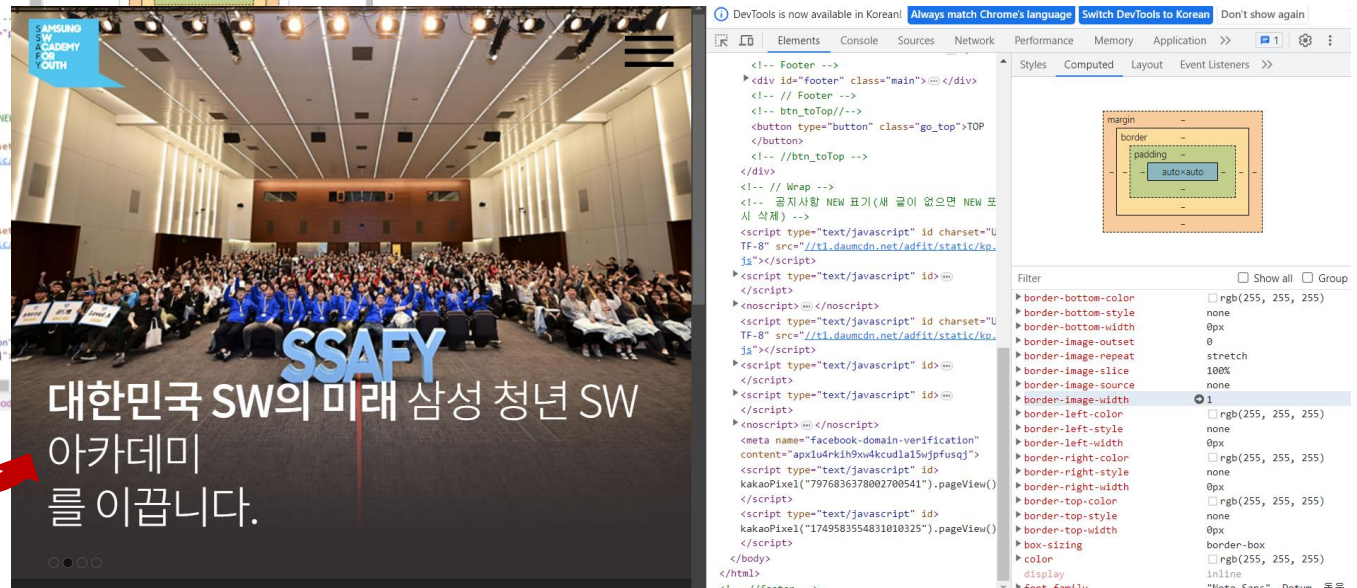 SAMSUNG
SW
ACADEMY
FOR
YOUTH
SSAFY
대한민국 SW의 미래 삼성 청년 SW
아카데미
를 이끕니다.
DevTools is now available in Korean! Always match Chrome's language Switch DevTools to Korean Don't show again
Elements Console Sources Network Performance Memory Application 1
<!-- Footer -->
<div id="footer" class="main"></div>
<!-- // Footer -->
<!-- btn_toTop//-->
<button type="button" class="go_top">TOP
</button>
<!-- //btn_toTop -->
</div>
<!-- // Wrap -->
<!-- 공지사항 NEW 표기(새 글이 없으면 NEW 포
시 삭제) -->
<script type="text/javascript" id charset="U
TF-8" src="//t1.daumcdn.net/adfit/static/kp.
js"></script>
<script type="text/javascript" id>
</script>
<noscript></noscript>
<script type="text/javascript" id charset="U
TF-8" src="//t1.daumcdn.net/adfit/static/kp.
js"></script>
<script type="text/javascript" id>
</script>
<script type="text/javascript" id>
</script>
<noscript></noscript>
<meta name="facebook-domain-verification"
content="apx1u4rkih9xw4kcudla15wjpfusqj">
<script type="text/javascript" id>
kakaoPixel("7976836378002700541").pageView()
</script>
<script type="text/javascript" id>
kakaoPixel("1749583554831010325").pageView()
</script>
</body>
</html>
Styles Computed Layout Event Listeners
margin -
border -
padding -
- - - auto×auto - - -
-
-
-
Filter Show all Group
border-bottom-color rgb(255, 255, 255)
border-bottom-style none
border-bottom-width 0px
border-image-outset 0
border-image-repeat stretch
border-image-slice 100%
border-image-source none
border-image-width 1
border-left-color rgb(255, 255, 255)
border-left-style none
border-left-width 0px
border-right-color rgb(255, 255, 255)
border-right-style none
border-right-width 0px
border-top-color rgb(255, 255, 255)
border-top-style none
border-top-width 0px
box-sizing border-box
color rgb(255, 255, 255)
display inline